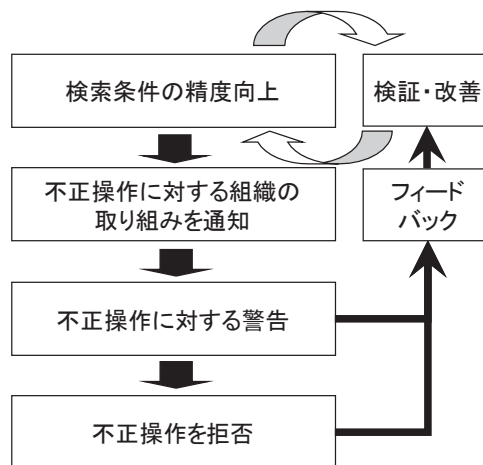 検索条件の精度向上
検証・改善
不正操作に対する組織の
取り組みを通知
フィード
バック
不正操作に対する警告
不正操作を拒否